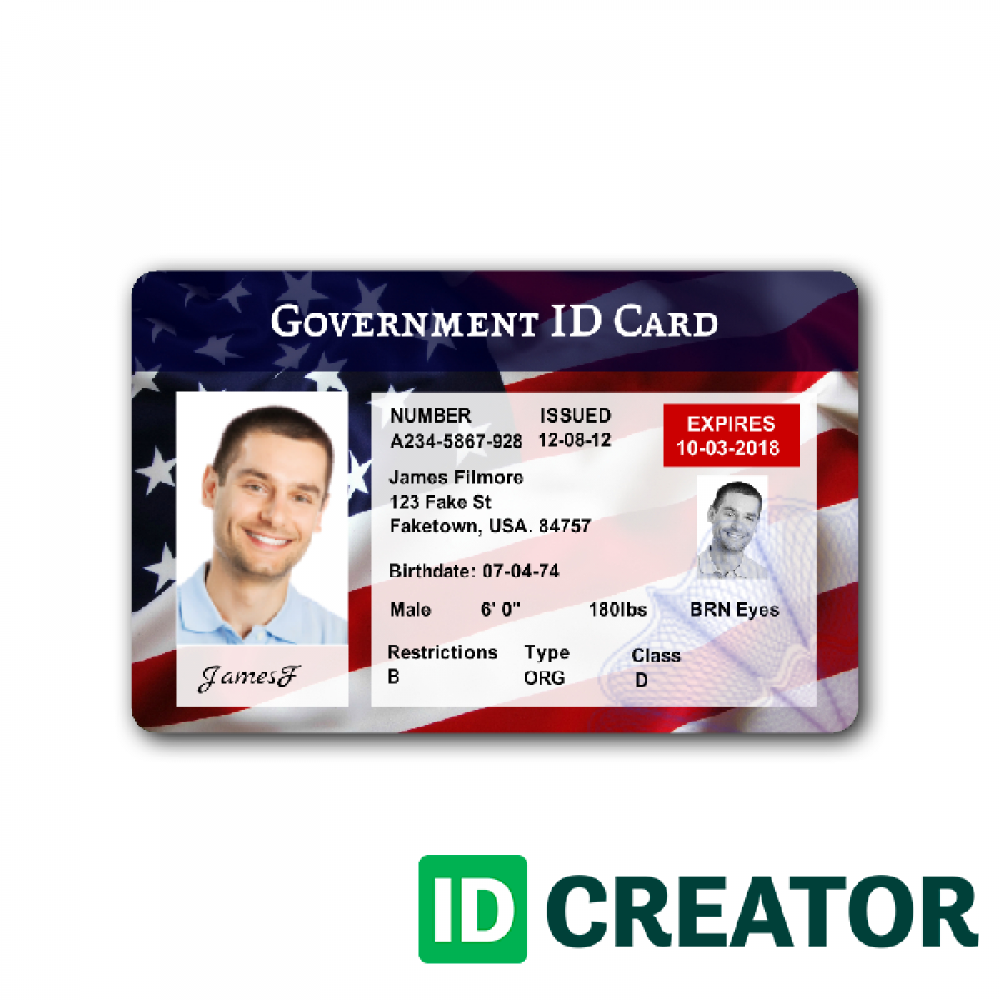 GOVERNMENT ID CARD
NUMBER ISSUED
A234-5867-928 12-08-12
EXPIRES
10-03-2018
James Filmore
123 Fake St
Faketown, USA. 84757
Birthdate: 07-04-74
Male 6' 0" 180lbs BRN Eyes
Restrictions Type Class
B ORG D
JamesF
ID CREATOR